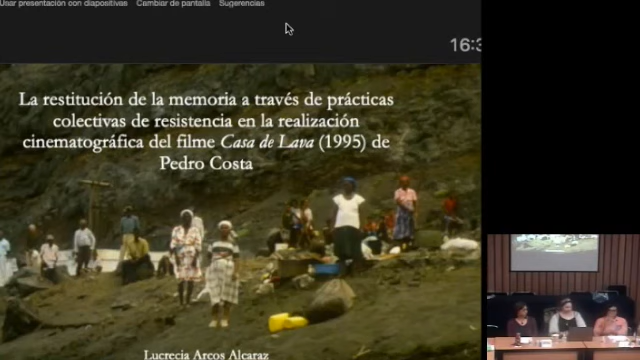 Usar presentación con diapositivas Cambiar de pantalla Sugerencias
16:3
La restitución de la memoria a través de prácticas
colectivas de resistencia en la realización
cinematográfica del filme Casa de Lava (1995) de
Pedro Costa
Lucrecia Arcos Alcaraz